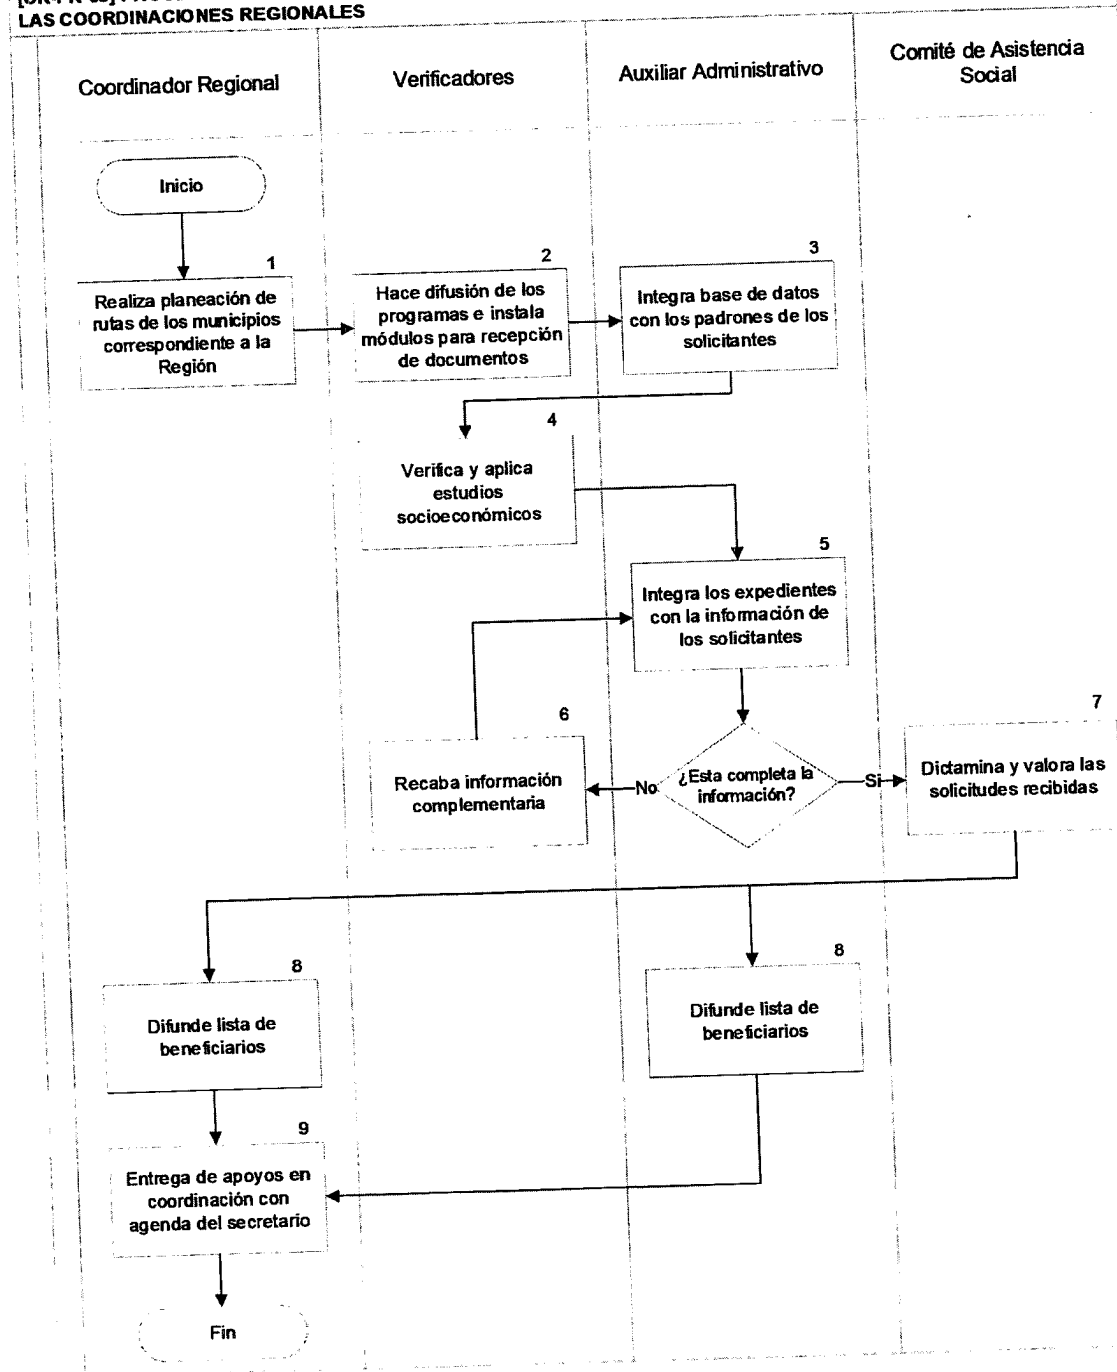 LAS COORDINACIONES REGIONALES
Coordinador Regional
Verificadores
Auxiliar Administrativo
Comité de Asistencia
Social
Inicio
1
Realiza planeación de
rutas de los municipios
correspondiente a la
Región
2
Hace difusión de los
programas e instala
módulos para recepción
de documentos
3
Integra base de datos
con los padrones de los
solicitantes
4
Verifica y aplica
estudios
socioeconómicos
5
Integra los expedientes
con la información de
los solicitantes
6
Recaba información
complementaria
No
¿Esta completa la
información?
Si
7
Dictamina y valora las
solicitudes recibidas
8
Difunde lista de
beneficiarios
8
Difunde lista de
beneficiarios
9
Entrega de apoyos en
coordinación con
agenda del secretario
Fin